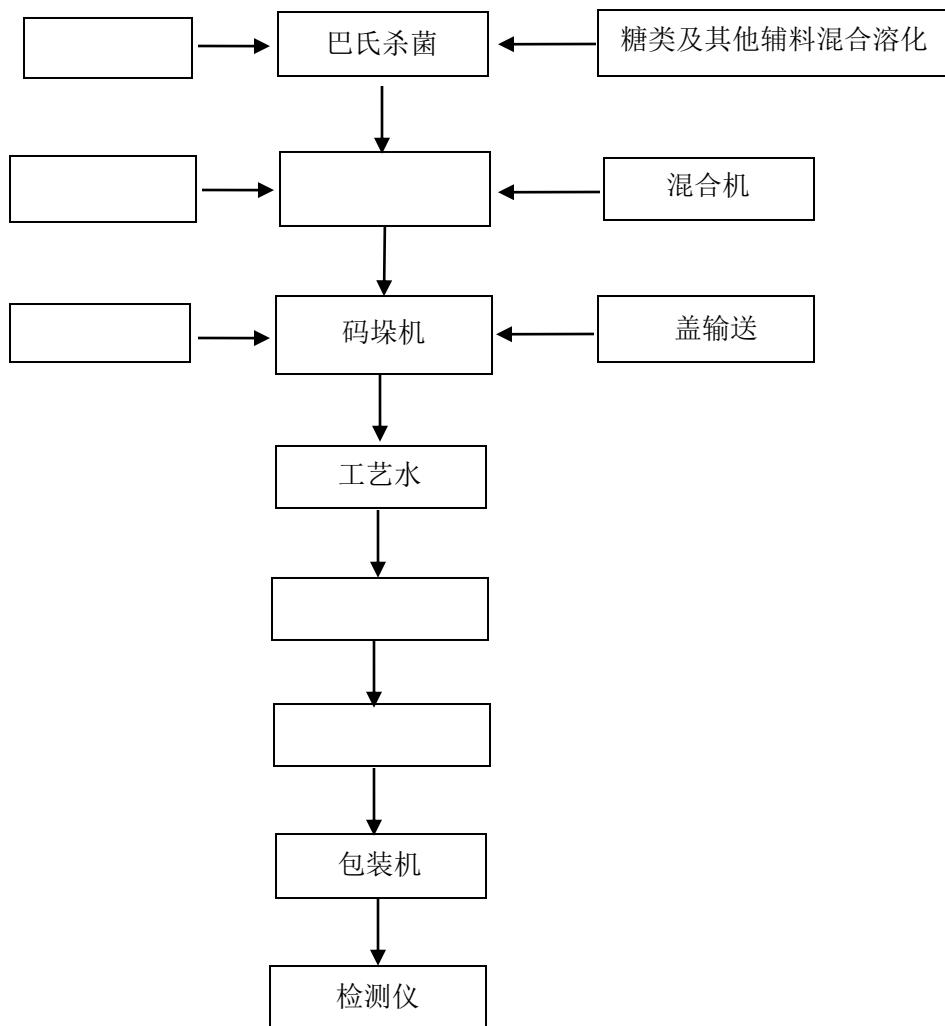 巴氏杀菌
糖类及其他辅料混合溶化
混合机
码垛机
盖输送
工艺水
包装机
检测仪